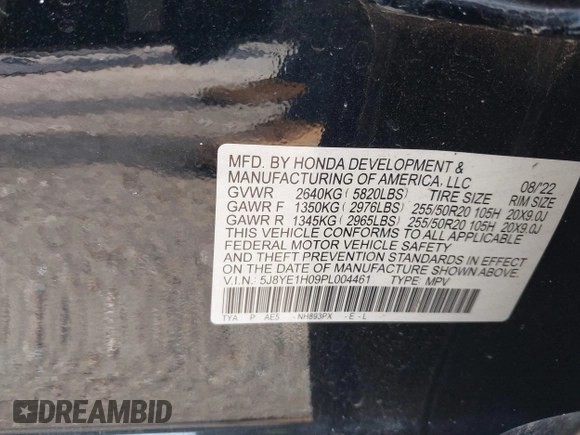 MFD. BY HONDA DEVELOPMENT &
MANUFACTURING OF AMERICA, LLC 08/'22
GVWR 2640KG ( 5820LBS) TIRE SIZE RIM SIZE
GAWR F 1350KG ( 2976LBS) 255/50R20 105H 20X9.0J
GAWR R 1345KG ( 2965LBS) 255/50R20 105H 20X9.0J
THIS VEHICLE CONFORMS TO ALL APPLICABLE
FEDERAL MOTOR VEHICLE SAFETY
AND THEFT PREVENTION STANDARDS IN
EFFECT ON THE DATE OF MANUFACTURE SHOWN ABOVE.
V.I.N.: 5J8YE1H09PL004461 TYPE MPV
TYA P AE5 NH893PX - E - L
DREAMBID